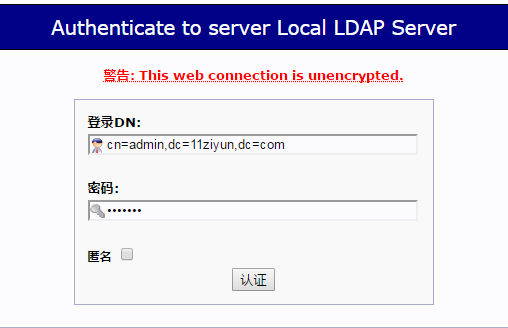 Authenticate to server Local LDAP Server
警告: This web connection is unencrypted.
登录DN:
cn=admin,dc=11ziyun,dc=com
密码:
•••••••
匿名
认证